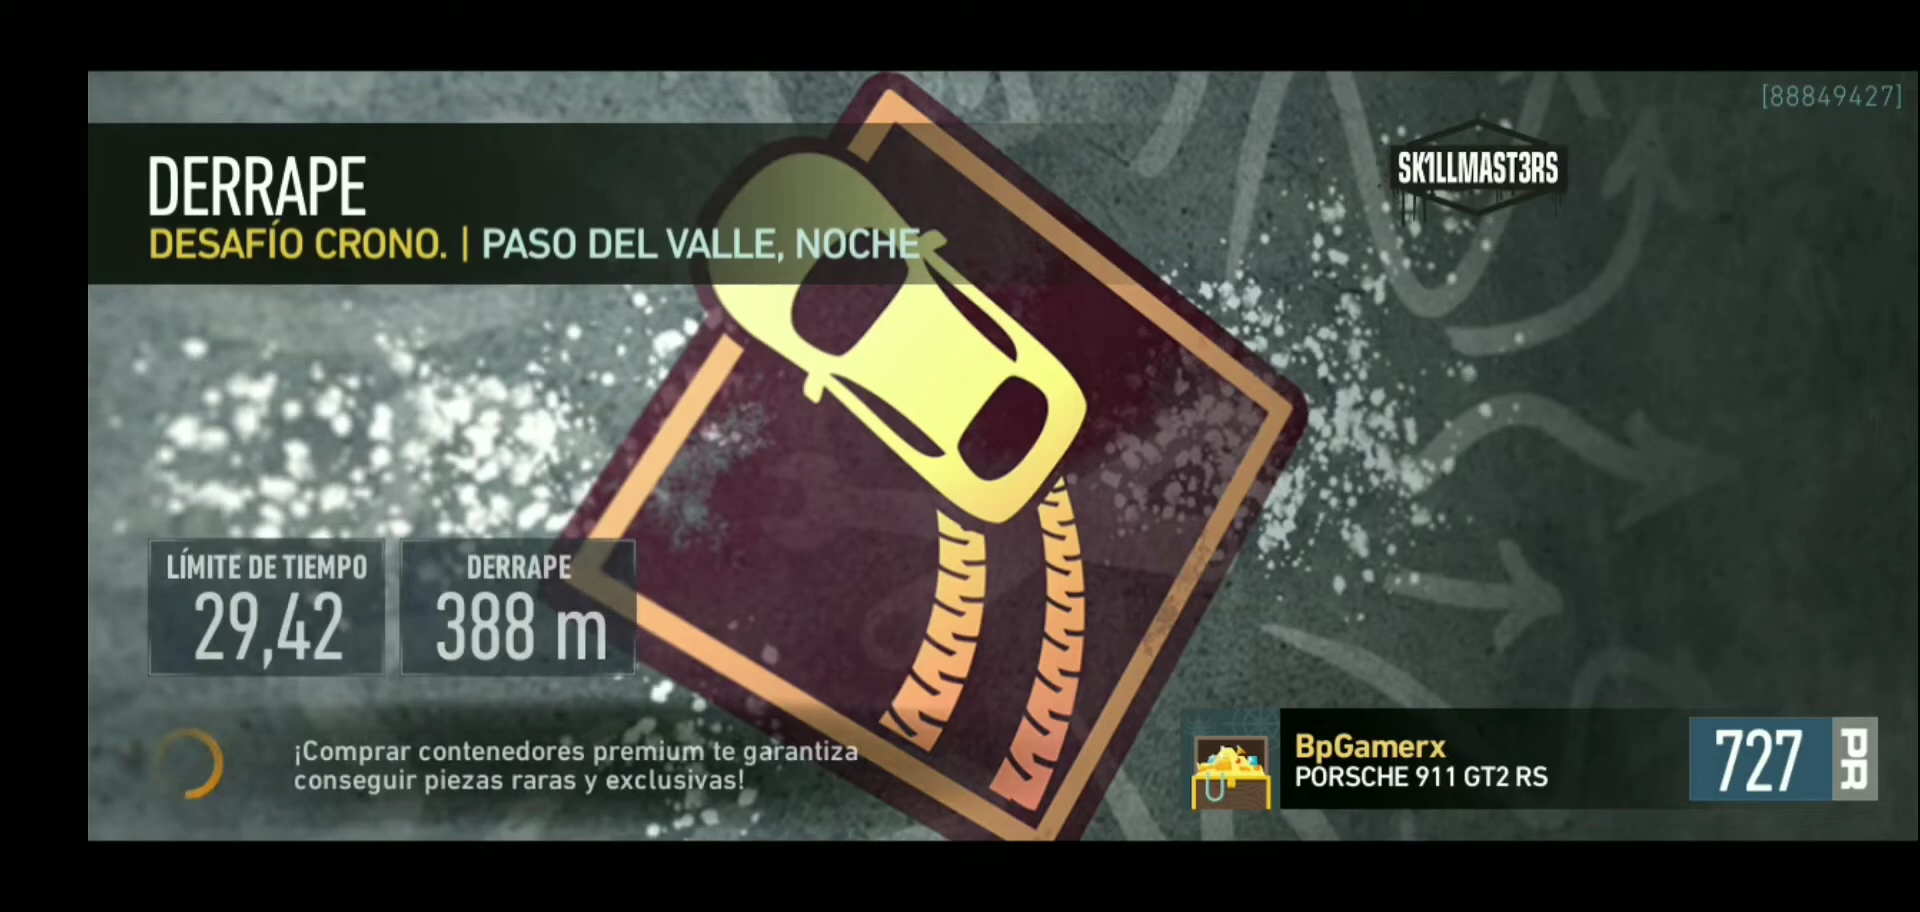 [88849427]
DERRAPE
DESAFÍO CRONO. | PASO DEL VALLE, NOCHE
SK1LLMAST3RS
LÍMITE DE TIEMPO
29,42
DERRAPE
388 m
¡Comprar contenedores premium te garantiza
conseguir piezas raras y exclusivas!
BpGamerx
PORSCHE 911 GT2 RS
727 PR